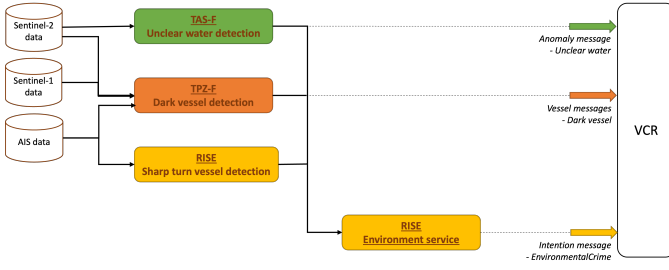 Sentinel-2
data
TAS-F
Unclear water detection
Anomaly message
- Unclear water
Sentinel-1
data
TPZ-F
Dark vessel detection
Vessel messages
- Dark vessel
VCR
AIS data
RISE
Sharp turn vessel detection
RISE
Environment service
Intention message
- EnvironmentalCrime